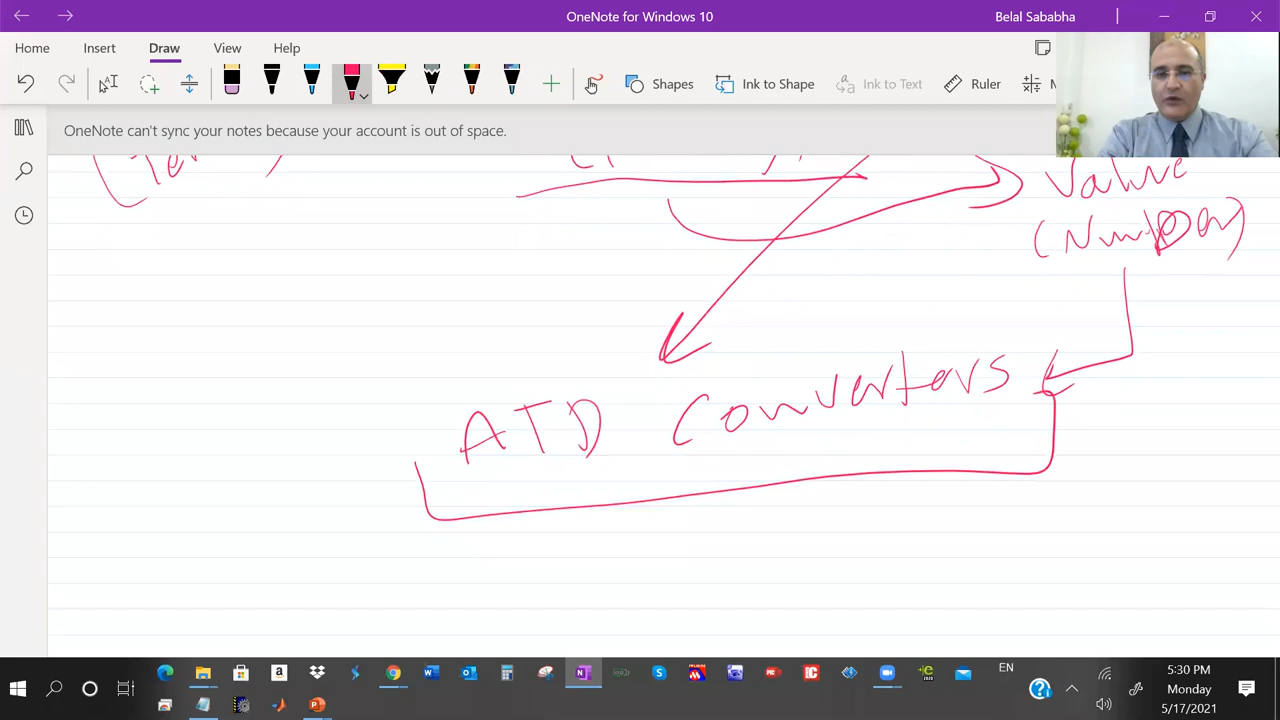 OneNote for Windows 10
Belal Sababha
Home Insert Draw View Help
Shapes Ink to Shape Ink to Text Ruler M
OneNote can't sync your notes because your account is out of space.
Value
(Number)
ATD Converters
EN
5:30 PM
Monday
5/17/2021